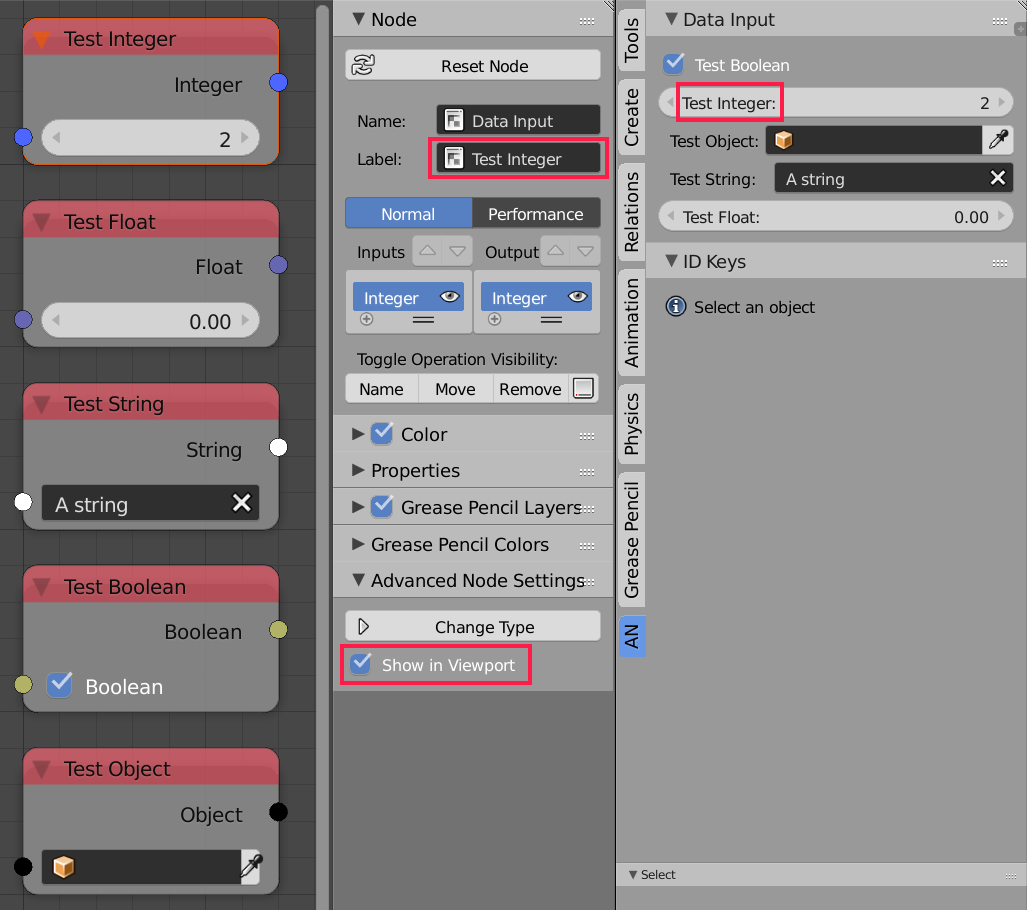 Test Integer
Integer
2
Test Float
Float
0.00
Test String
String
A string
Test Boolean
Boolean
Boolean
Test Object
Object
Node
Reset Node
Name: Data Input
Label: Test Integer
Normal Performance
Inputs Output
Integer Integer
Toggle Operation Visibility:
Name Move Remove
Color
Properties
Grease Pencil Layers
Grease Pencil Colors
Advanced Node Settings
Change Type
Show in Viewport
Tools
Create
Relations
Animation
Physics
Grease Pencil
AN
Data Input
Test Boolean
Test Integer: 2
Test Object:
Test String: A string
Test Float: 0.00
ID Keys
Select an object
Select